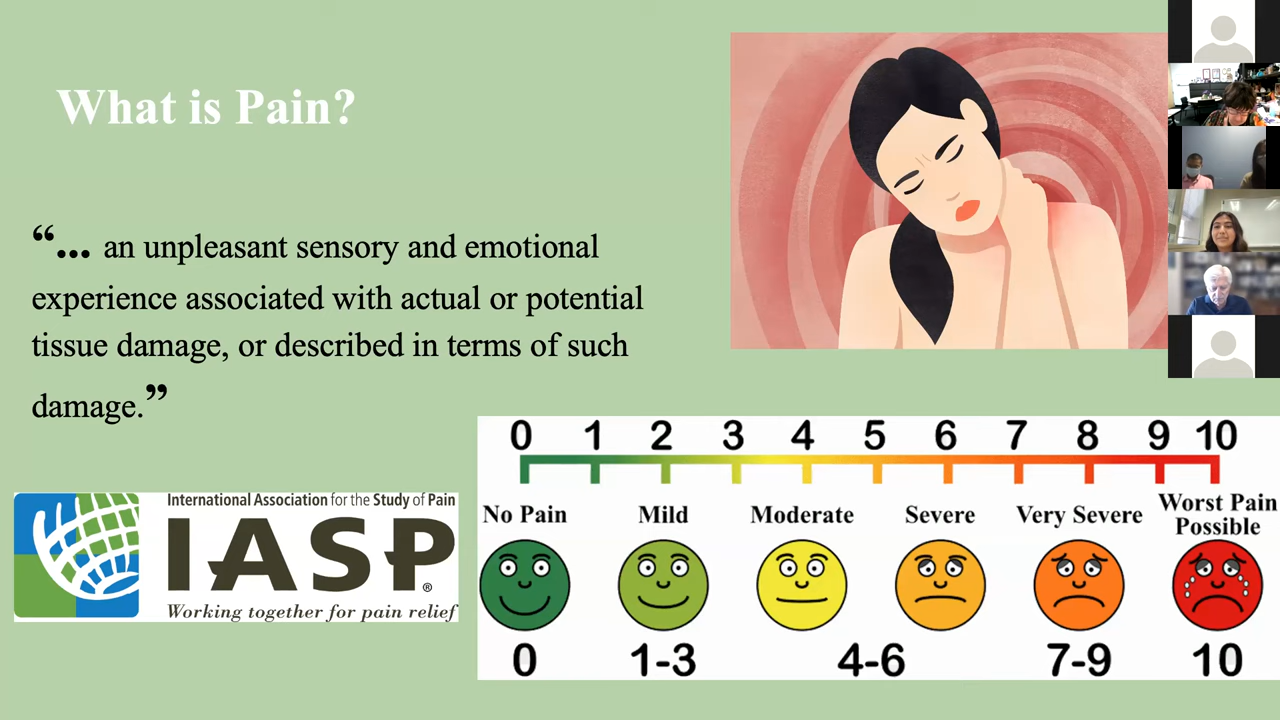 What is Pain?
“... an unpleasant sensory and emotional
experience associated with actual or potential
tissue damage, or described in terms of such
damage.”
International Association for the Study of Pain
IASP®
Working together for pain relief
0 1 2 3 4 5 6 7 8 9 10
No Pain Mild Moderate Severe Very Severe Worst Pain
Possible
0 1-3 4-6 7-9 10